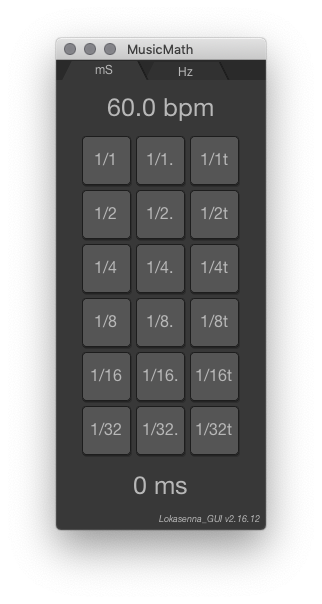 MusicMath
mS Hz
60.0 bpm
1/1 1/1. 1/1t
1/2 1/2. 1/2t
1/4 1/4. 1/4t
1/8 1/8. 1/8t
1/16 1/16. 1/16t
1/32 1/32. 1/32t
0 ms
Lokasenna_GUI v2.16.12